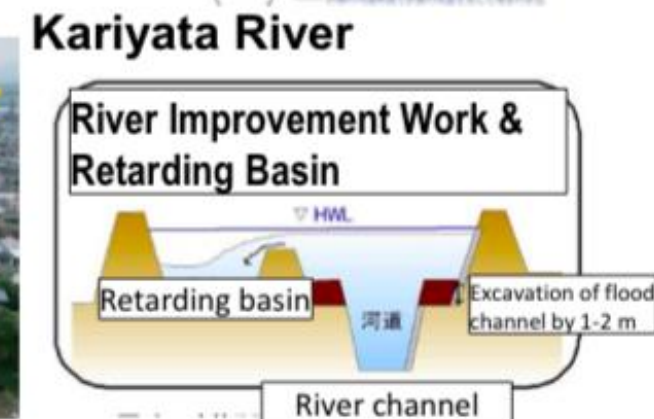 Kariyata River
River Improvement Work &
Retarding Basin
▽ HWL
Retarding basin
Excavation of flood
channel by 1-2 m
河道
River channel